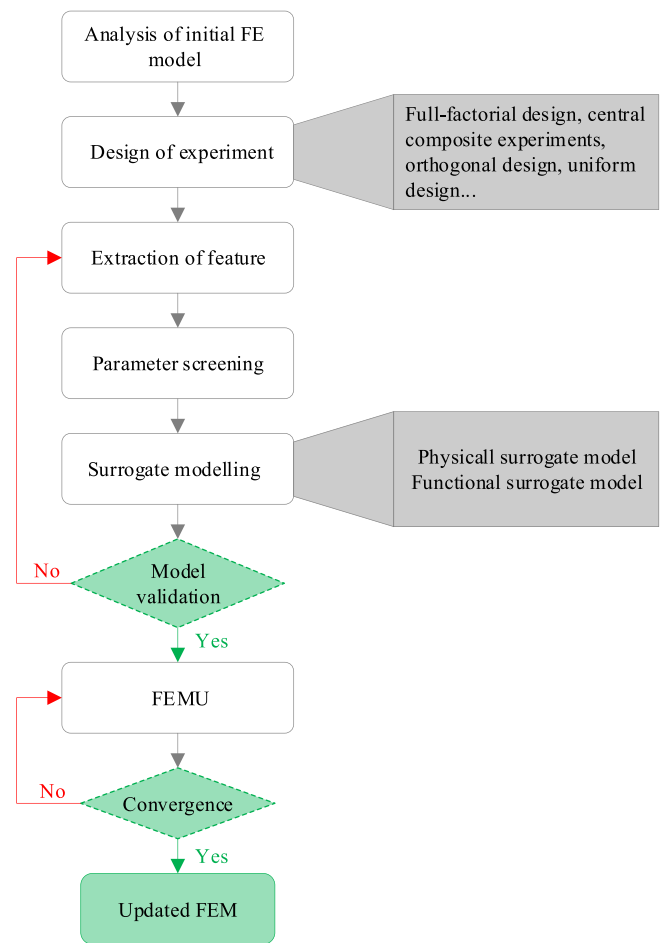 Analysis of initial FE
model
Design of experiment
Full-factorial design, central
composite experiments,
orthogonal design, uniform
design...
Extraction of feature
Parameter screening
Surrogate modelling
Physicall surrogate model
Functional surrogate model
Model
validation
No
Yes
FEMU
Convergence
No
Yes
Updated FEM